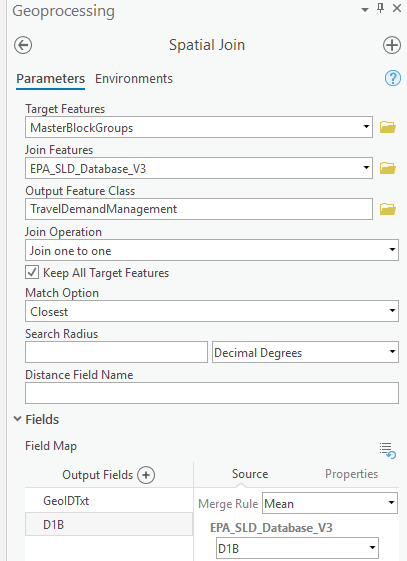 Geoprocessing
Spatial Join
Parameters Environments
Target Features
MasterBlockGroups
Join Features
EPA_SLD_Database_V3
Output Feature Class
TravelDemandManagement
Join Operation
Join one to one
Keep All Target Features
Match Option
Closest
Search Radius
Decimal Degrees
Distance Field Name
Fields
Field Map
Output Fields Source Properties
GeoIDTxt Merge Rule Mean
D1B EPA_SLD_Database_V3
D1B